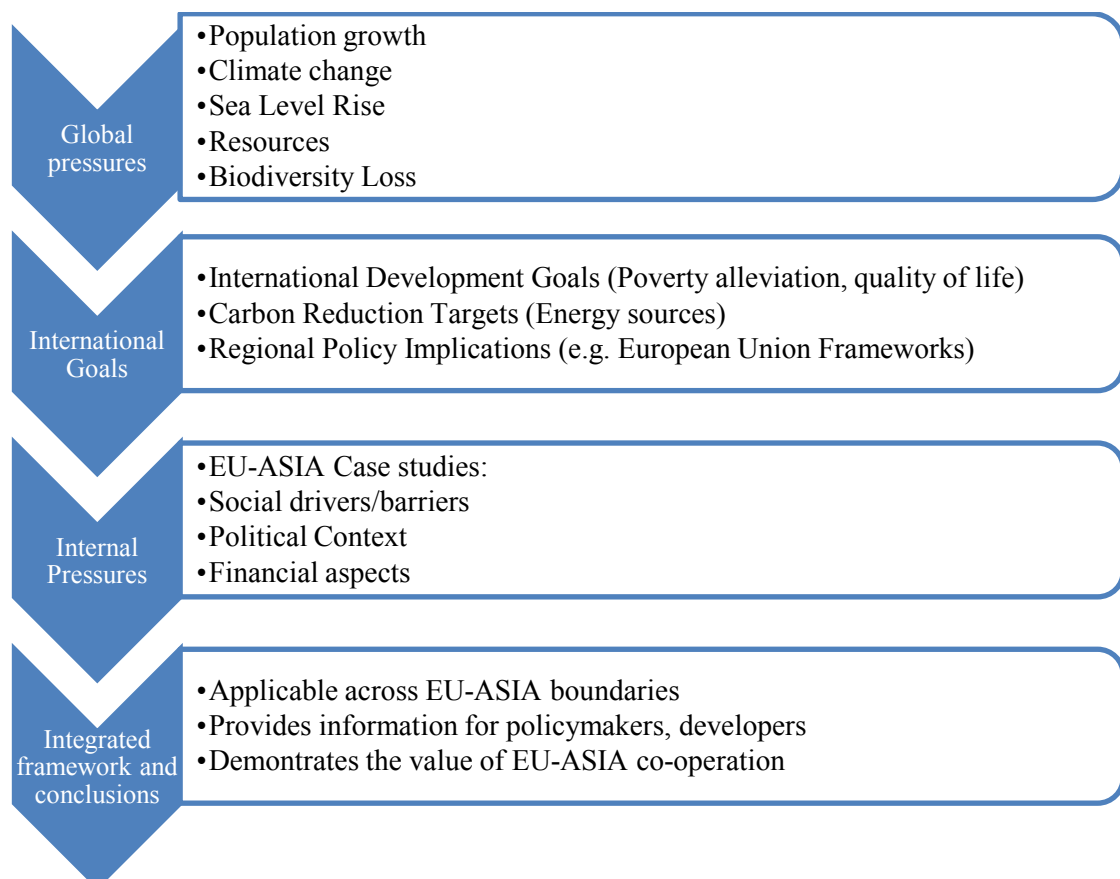 Global
pressures
•Population growth
•Climate change
•Sea Level Rise
•Resources
•Biodiversity Loss
International
Goals
•International Development Goals (Poverty alleviation, quality of life)
•Carbon Reduction Targets (Energy sources)
•Regional Policy Implications (e.g. European Union Frameworks)
Internal
Pressures
•EU-ASIA Case studies:
•Social drivers/barriers
•Political Context
•Financial aspects
Integrated
framework and
conclusions
•Applicable across EU-ASIA boundaries
•Provides information for policymakers, developers
•Demontrates the value of EU-ASIA co-operation